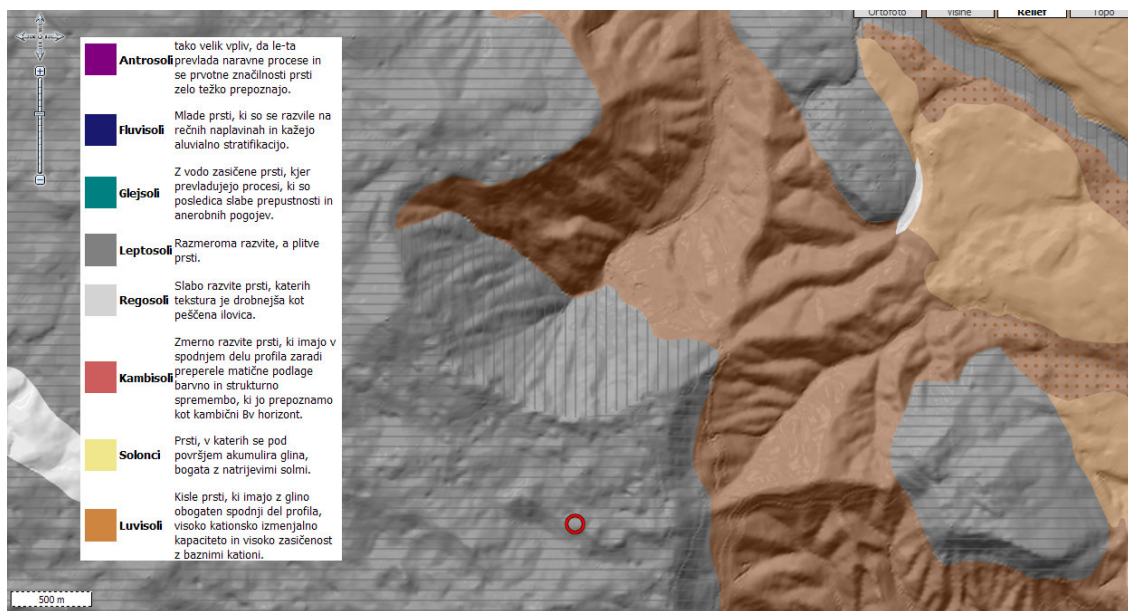 Ortofoto Višine Relief Topo
tako velik vpliv, da le-ta
Antrosoli prevlada naravne procese in
se prvotne značilnosti prsti
zelo težko prepoznajo.
Mlade prsti, ki so se razvile na
Fluvisoli rečnih naplavinah in kažejo
aluvialno stratifikacijo.
Z vodo zasičene prsti, kjer
prevladujejo procesi, ki so
Glejsoli posledica slabe prepustnosti in
anerobnih pogojev.
Leptosoli Razmeroma razvite, a plitve
prsti.
Slabo razvite prsti, katerih
Regosoli tekstura je drobnejša kot
peščena ilovica.
Zmerno razvite prsti, ki imajo v
spodnjem delu profila zaradi
preperele matične podlage
Kambisoli barvno in strukturno
spremembo, ki jo prepoznamo
kot kambični Bv horizont.
Prsti, v katerih se pod
Solonci površjem akumulira glina,
bogata z natrijevimi solmi.
Kisle prsti, ki imajo z glino
obogaten spodnji del profila,
Luvisoli visoko kationsko izmenjalno
kapaciteto in visoko zasičenost
z baznimi kationi.
500 m